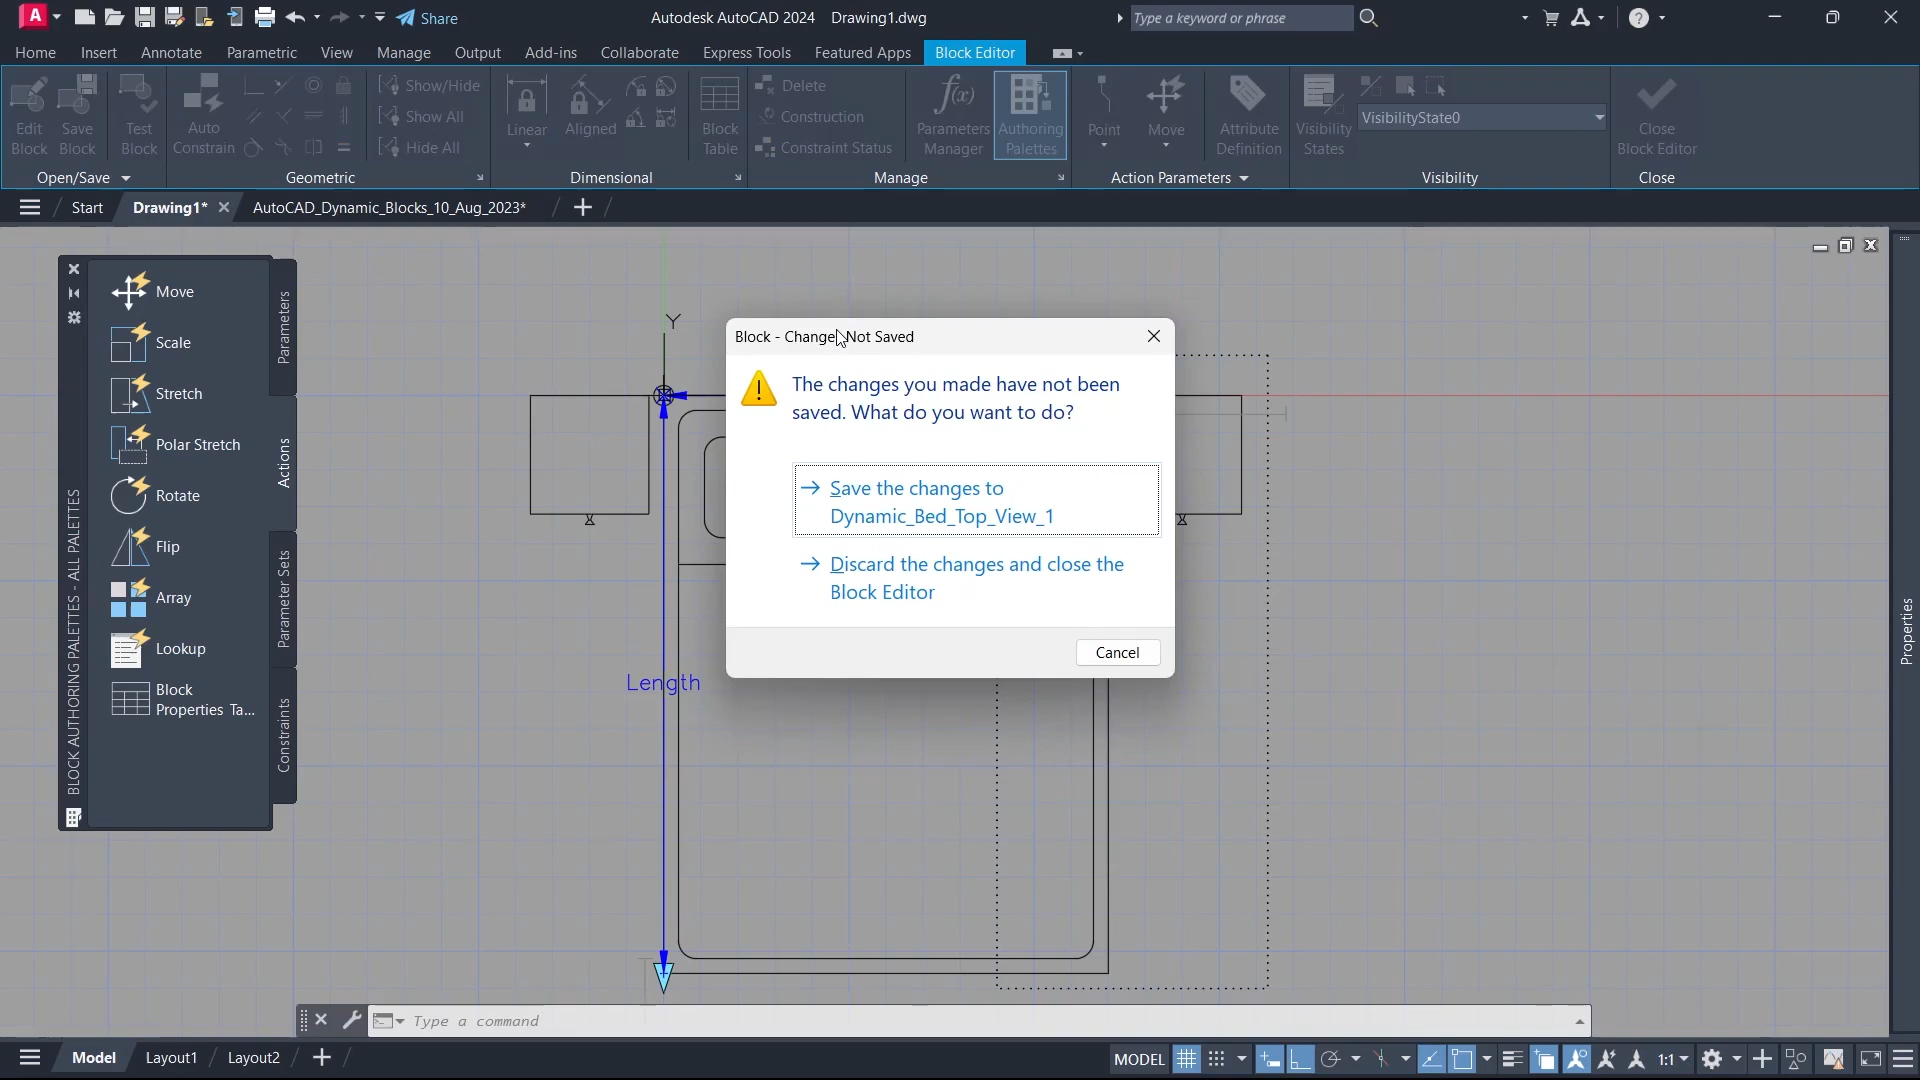 Share
Autodesk AutoCAD 2024 Drawing1.dwg
Type a keyword or phrase
Home Insert Annotate Parametric View Manage Output Add-ins Collaborate Express Tools Featured Apps Block Editor
Edit Block
Save Block
Test Block
Open/Save
Auto Constrain
Show/Hide
Show All
Hide All
Geometric
Linear
Aligned
Dimensional
Block Table
Delete
Construction
Constraint Status
Parameters Manager
Authoring Palettes
Manage
Point
Move
Action Parameters
Attribute Definition
Visibility States
VisibilityState0
Visibility
Close Block Editor
Close
Start
Drawing1*
AutoCAD_Dynamic_Blocks_10_Aug_2023*
BLOCK AUTHORING PALETTES - ALL PALETTES
Move
Scale
Stretch
Polar Stretch
Rotate
Flip
Array
Lookup
Block
Properties Ta...
Parameters
Actions
Parameter Sets
Constraints
Y
Length
Block - Change Not Saved
The changes you made have not been
saved. What do you want to do?
Save the changes to
Dynamic_Bed_Top_View_1
Discard the changes and close the
Block Editor
Cancel
Properties
Type a command
Model
Layout1
Layout2
MODEL
1:1